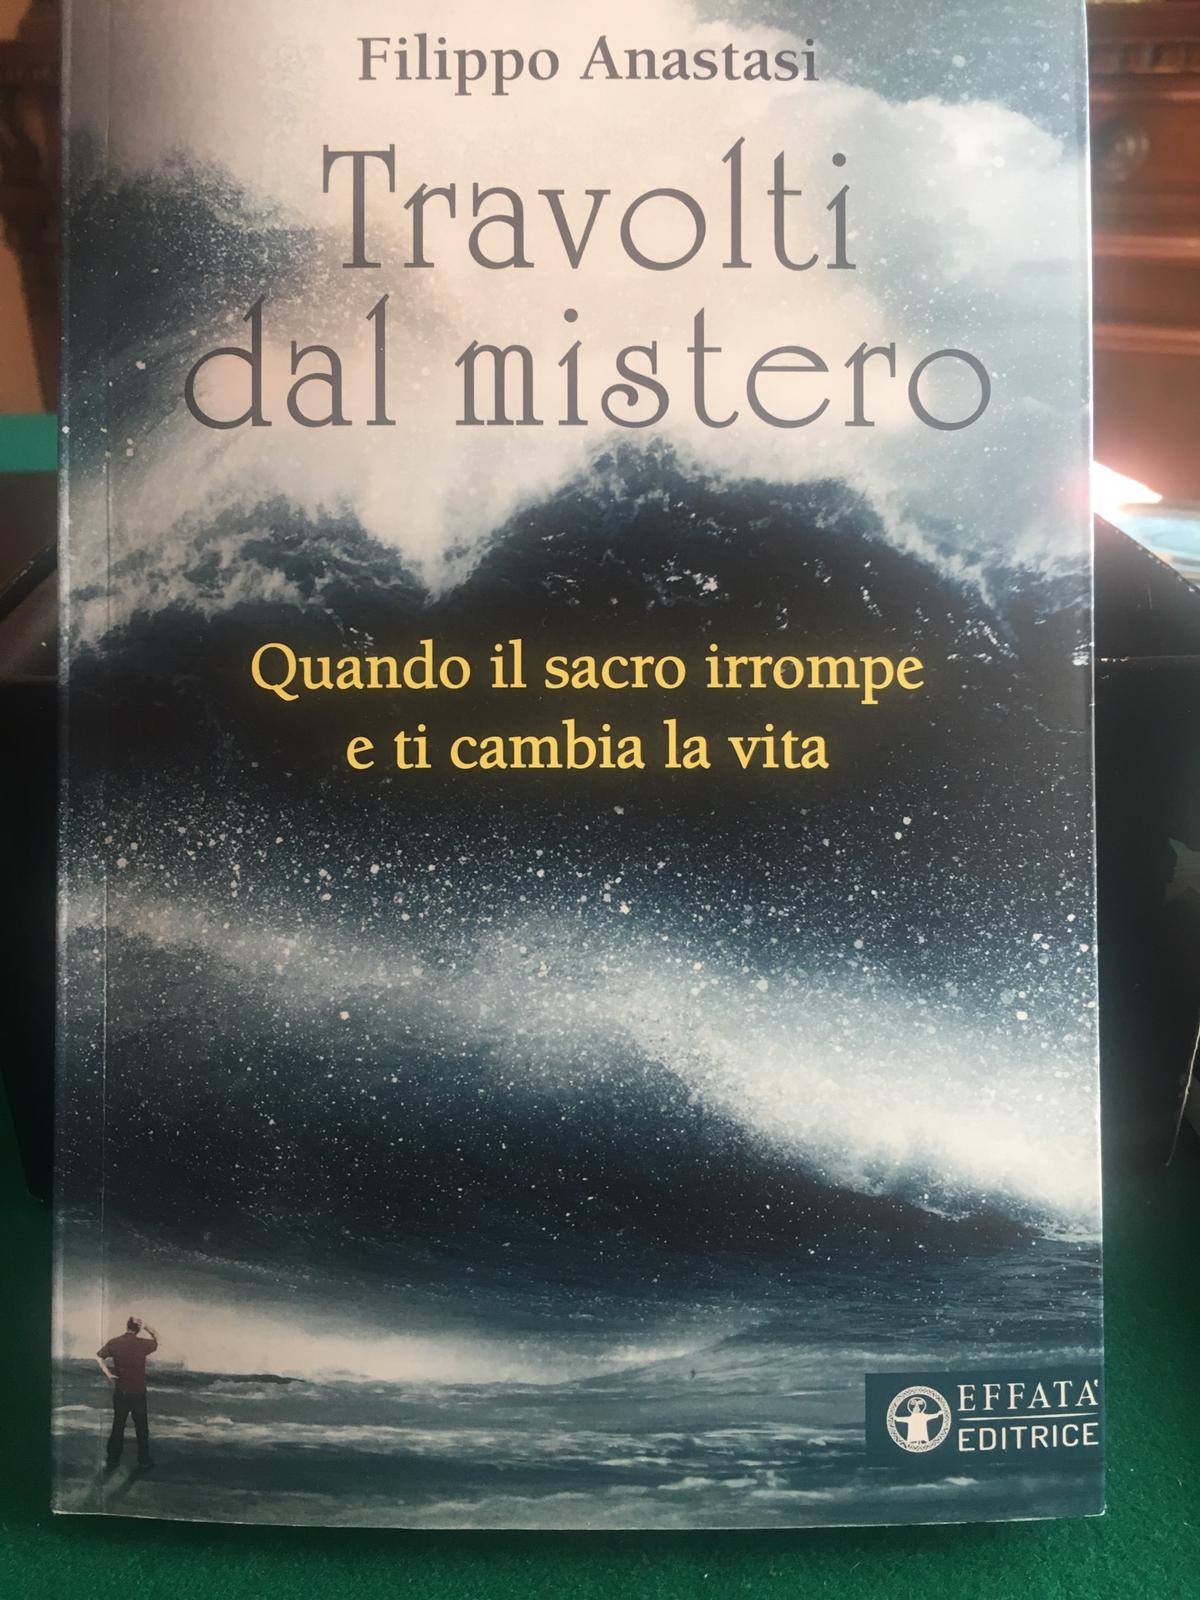 Filippo Anastasi
Travolti
dal mistero
Quando il sacro irrompe
e ti cambia la vita
EFFATA'
EDITRICE